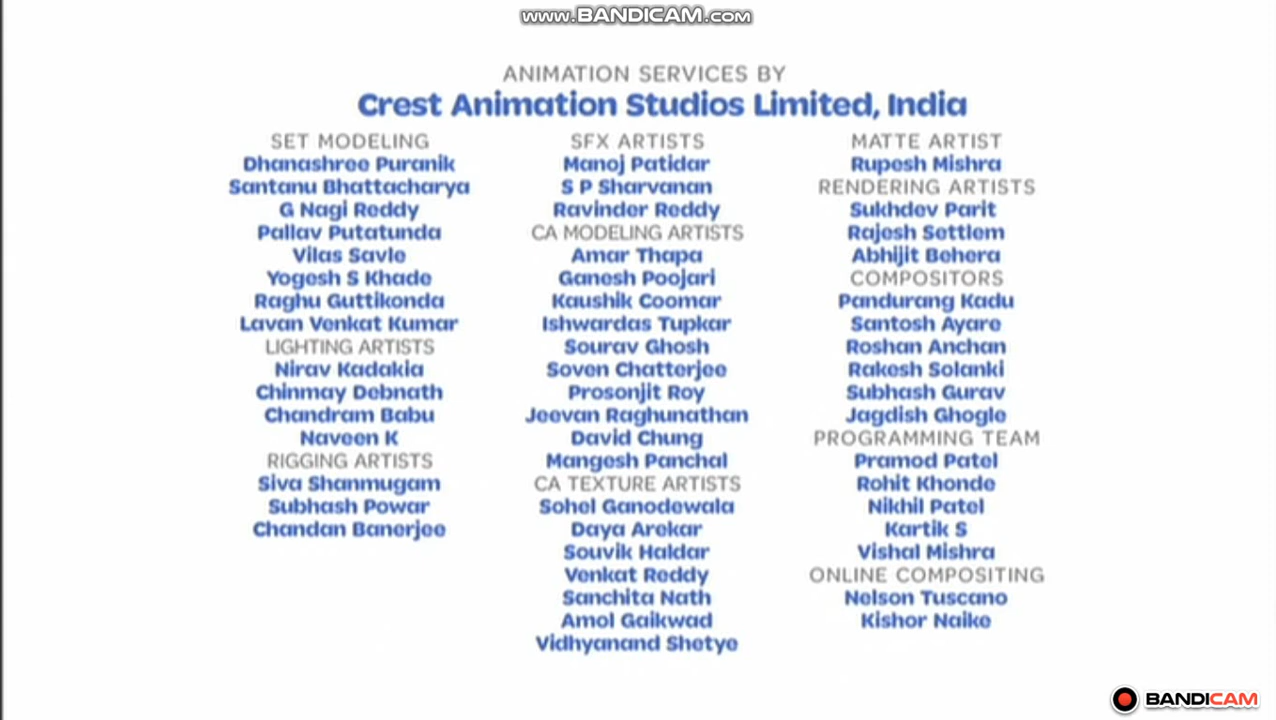 www.BANDICAM.com
ANIMATION SERVICES BY
Crest Animation Studios Limited, India
SET MODELING
Dhanashree Puranik
Santanu Bhattacharya
G Nagi Reddy
Pallav Putatunda
Vilas Savle
Yogesh S Khade
Raghu Guttikonda
Lavan Venkat Kumar
LIGHTING ARTISTS
Nirav Kadakia
Chinmay Debnath
Chandram Babu
Naveen K
RIGGING ARTISTS
Siva Shanmugam
Subhash Powar
Chandan Banerjee
SFX ARTISTS
Manoj Patidar
S P Sharvanan
Ravinder Reddy
CA MODELING ARTISTS
Amar Thapa
Ganesh Poojari
Kaushik Coomar
Ishwardas Tupkar
Sourav Ghosh
Soven Chatterjee
Prosonjit Roy
Jeevan Raghunathan
David Chung
Mangesh Panchal
CA TEXTURE ARTISTS
Sohel Ganodewala
Daya Arekar
Souvik Haldar
Venkat Reddy
Sanchita Nath
Amol Gaikwad
Vidhyanand Shetye
MATTE ARTIST
Rupesh Mishra
RENDERING ARTISTS
Sukhdev Parit
Rajesh Settlem
Abhijit Behera
COMPOSITORS
Pandurang Kadu
Santosh Ayare
Roshan Anchan
Rakesh Solanki
Subhash Gurav
Jagdish Ghogle
PROGRAMMING TEAM
Pramod Patel
Rohit Khonde
Nikhil Patel
Kartik S
Vishal Mishra
ONLINE COMPOSITING
Nelson Tuscano
Kishor Naike
BANDICAM